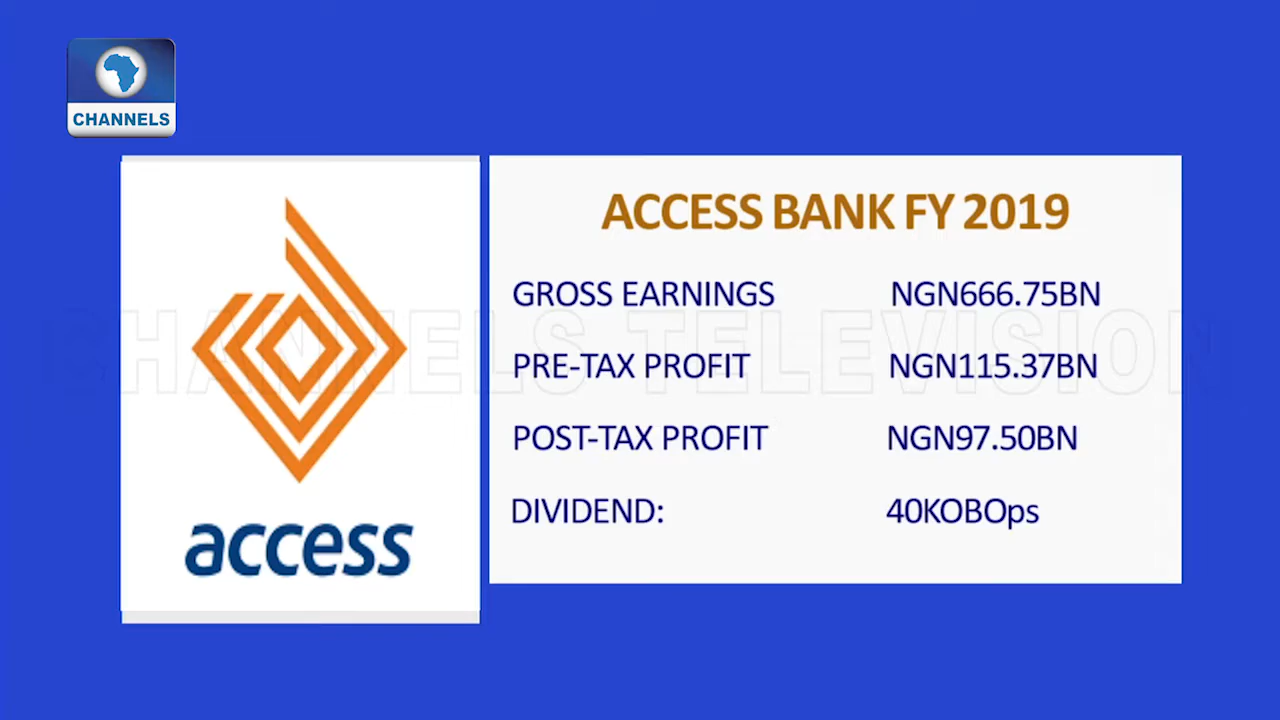 CHANNELS
ACCESS BANK FY 2019
GROSS EARNINGS NGN666.75BN
CHANNELS TELEVISION
PRE-TAX PROFIT NGN115.37BN
POST-TAX PROFIT NGN97.50BN
DIVIDEND: 40KOBOps
access